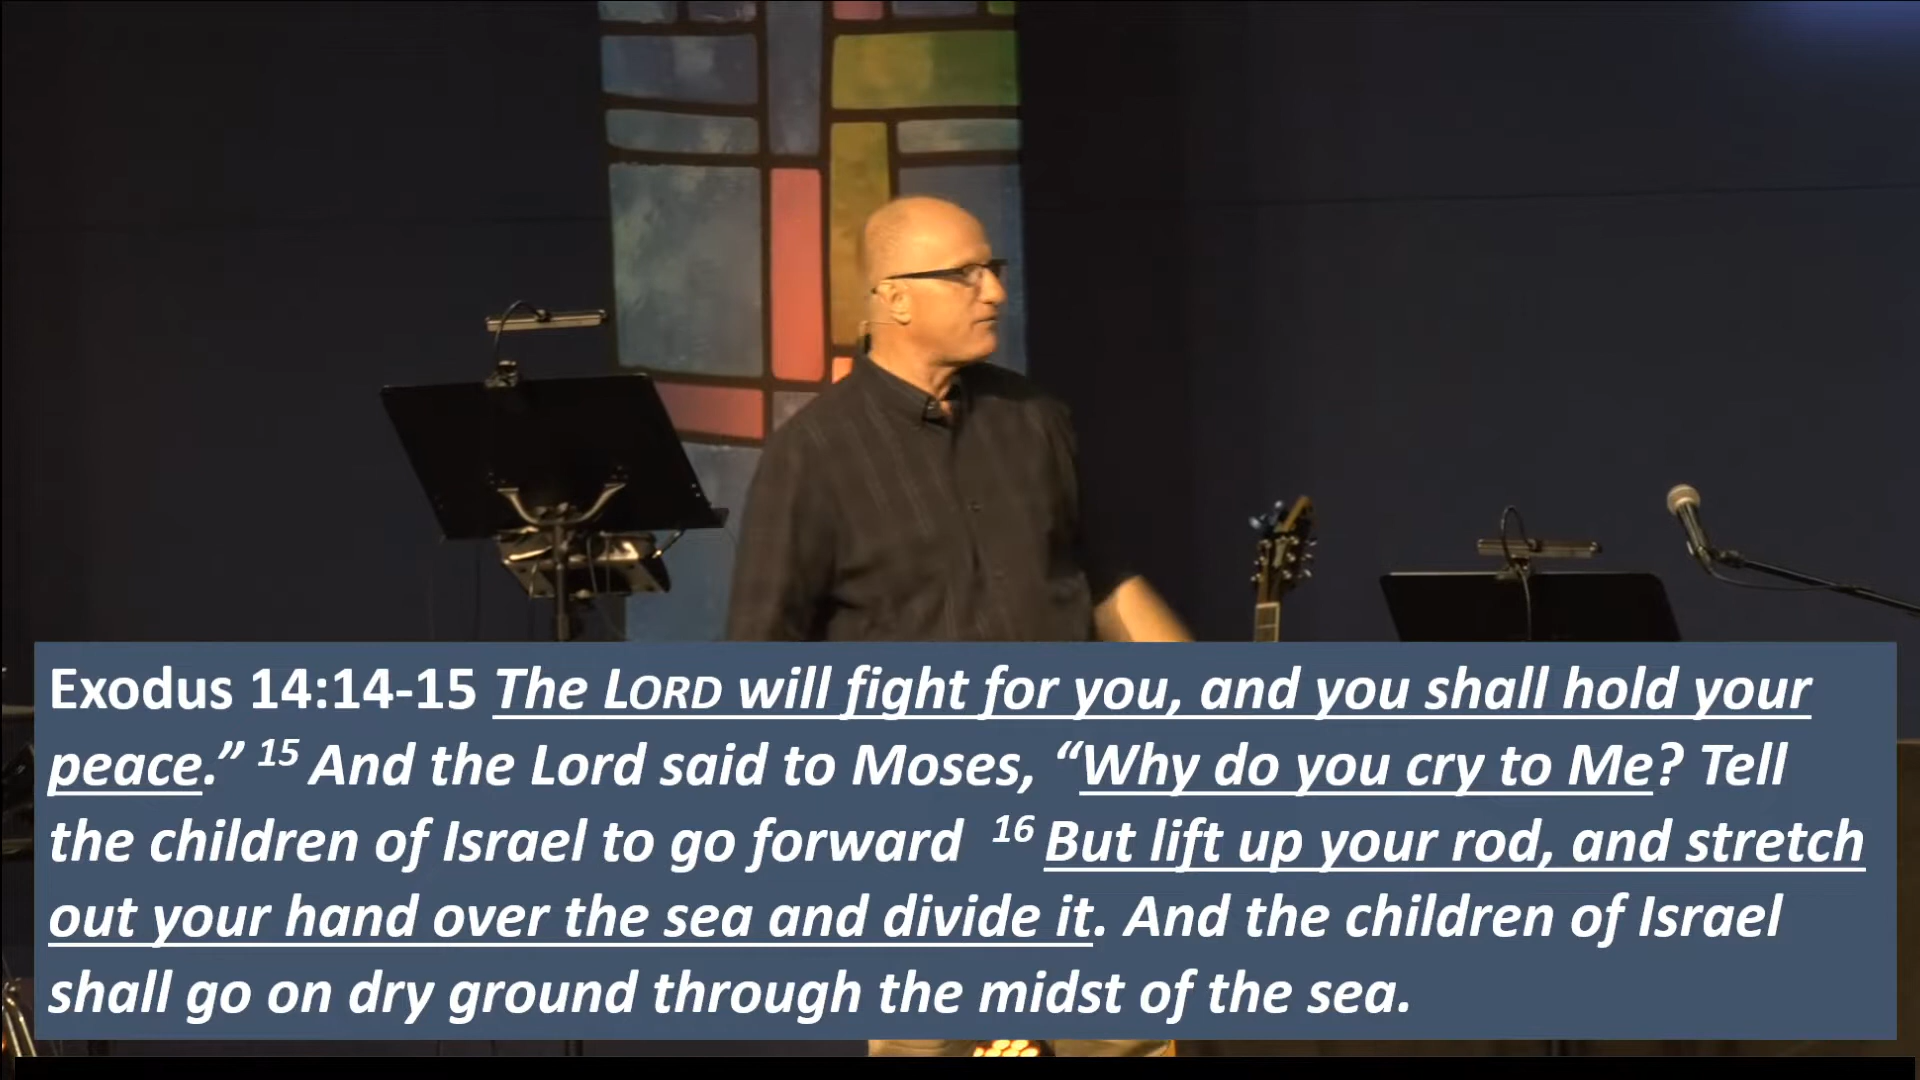 Exodus 14:14-15 The LORD will fight for you, and you shall hold your
peace.” 15 And the Lord said to Moses, “Why do you cry to Me? Tell
the children of Israel to go forward 16 But lift up your rod, and stretch
out your hand over the sea and divide it. And the children of Israel
shall go on dry ground through the midst of the sea.